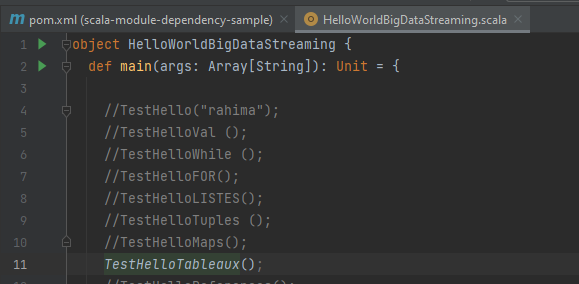 m pom.xml (scala-module-dependency-sample) × O HelloWorldBigDataStreaming.scala ×
1 object HelloWorldBigDataStreaming {
2 def main(args: Array[String]): Unit = {
3
4 //TestHello("rahima");
5 //TestHelloVal ();
6 //TestHelloWhile ();
7 //TestHelloFOR();
8 //TestHelloLISTES();
9 //TestHelloTuples ();
10 //TestHelloMaps();
11 TestHelloTableaux();